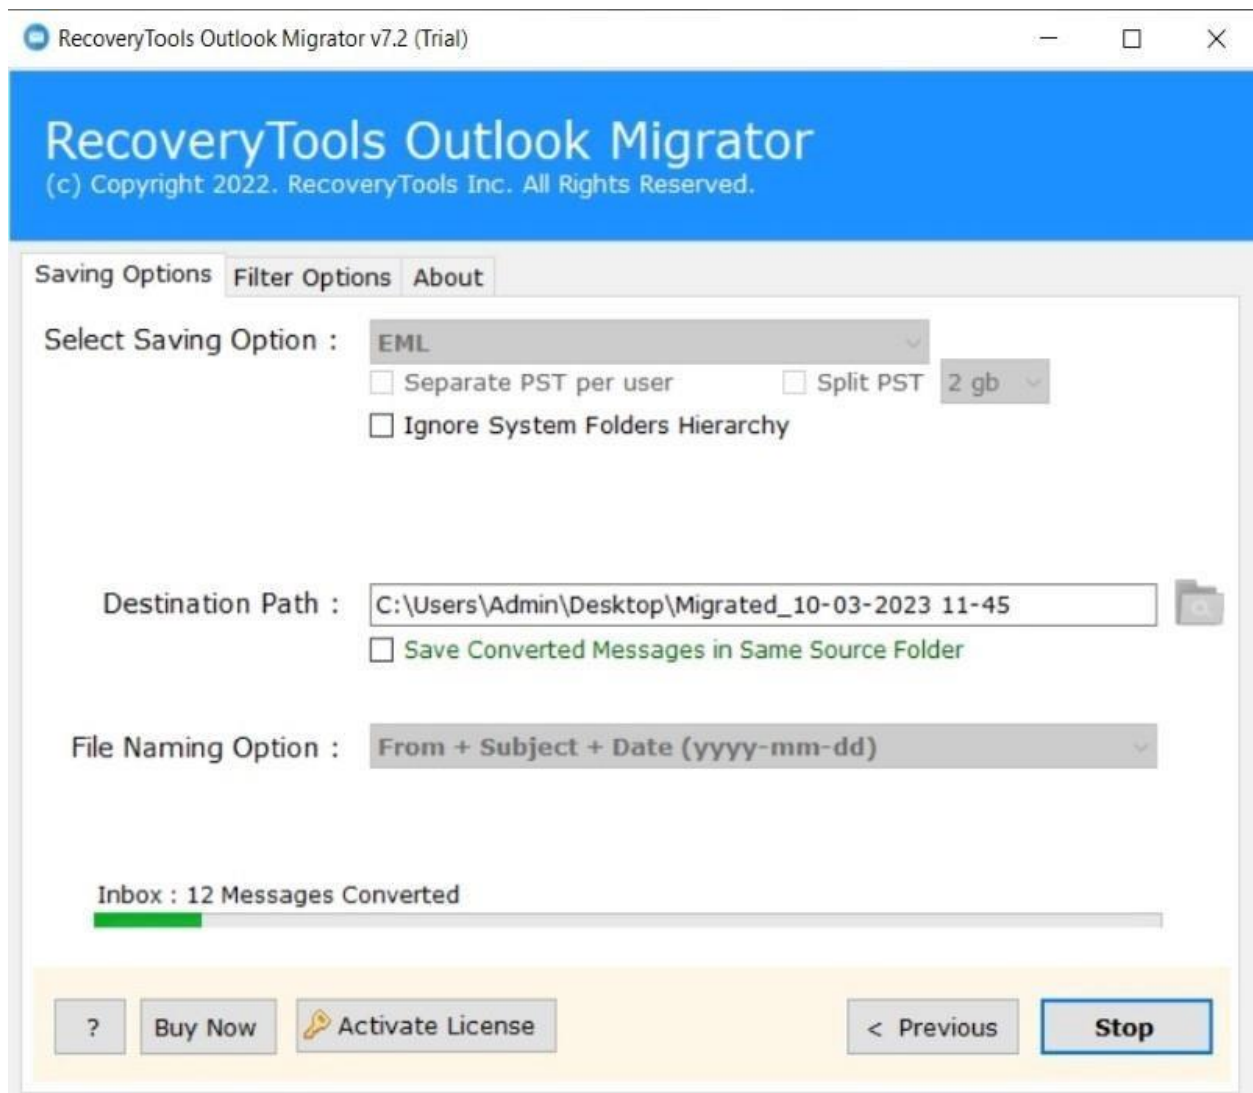 RecoveryTools Outlook Migrator v7.2 (Trial)
RecoveryTools Outlook Migrator
(c) Copyright 2022. RecoveryTools Inc. All Rights Reserved.
Saving Options Filter Options About
Select Saving Option : EML
Separate PST per user Split PST 2 gb
Ignore System Folders Hierarchy
Destination Path : C:\Users\Admin\Desktop\Migrated_10-03-2023 11-45
Save Converted Messages in Same Source Folder
File Naming Option : From + Subject + Date (yyyy-mm-dd)
Inbox : 12 Messages Converted
? Buy Now Activate License < Previous Stop